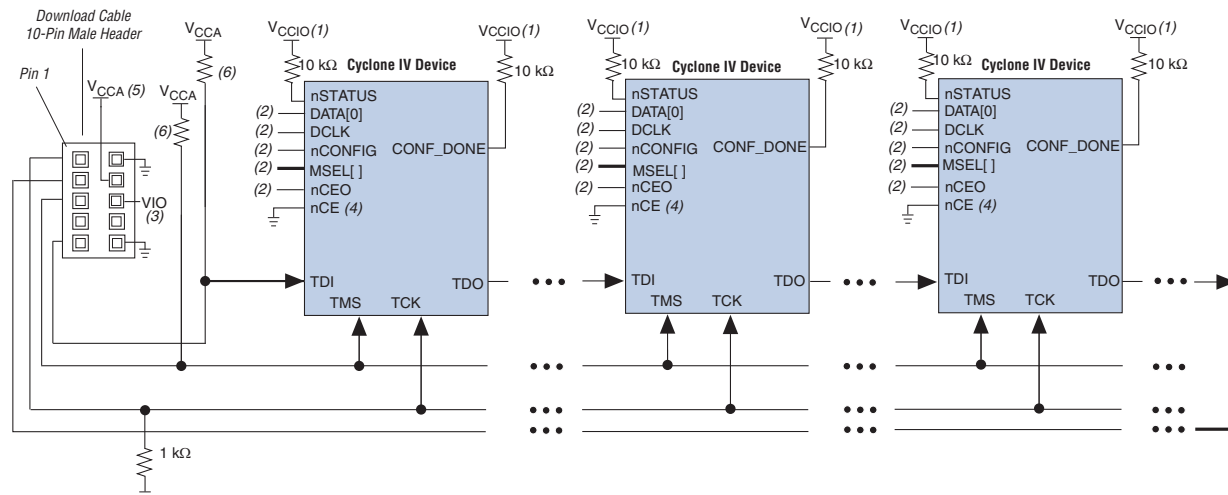 Download Cable
10-Pin Male Header
Pin 1
VCCA (5)
VCCA
(6)
VCCA
(6)
VIO
(3)
1 kΩ
VCCIO(1)
10 kΩ
Cyclone IV Device
VCCIO(1)
10 kΩ
nSTATUS
(2) DATA[0]
(2) DCLK
(2) nCONFIG
CONF_DONE
(2) MSEL[ ]
(2) nCEO
nCE (4)
TDI
TDO
TMS
TCK
VCCIO(1)
10 kΩ
Cyclone IV Device
VCCIO(1)
10 kΩ
nSTATUS
(2) DATA[0]
(2) DCLK
(2) nCONFIG
CONF_DONE
(2) MSEL[ ]
(2) nCEO
nCE (4)
TDI
TDO
TMS
TCK
VCCIO(1)
10 kΩ
Cyclone IV Device
VCCIO(1)
10 kΩ
nSTATUS
(2) DATA[0]
(2) DCLK
(2) nCONFIG
CONF_DONE
(2) MSEL[ ]
(2) nCEO
nCE (4)
TDI
TDO
TMS
TCK